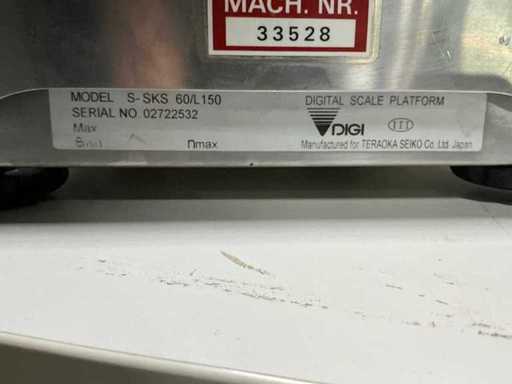 MACH. NR.
33528
MODEL S-SKS 60/L150
DIGITAL SCALE PLATFORM
SERIAL NO. 02722532
DIGI
Max
nmax
Manufactured for TERAOKA SEIKO Co, Ltd. Japan